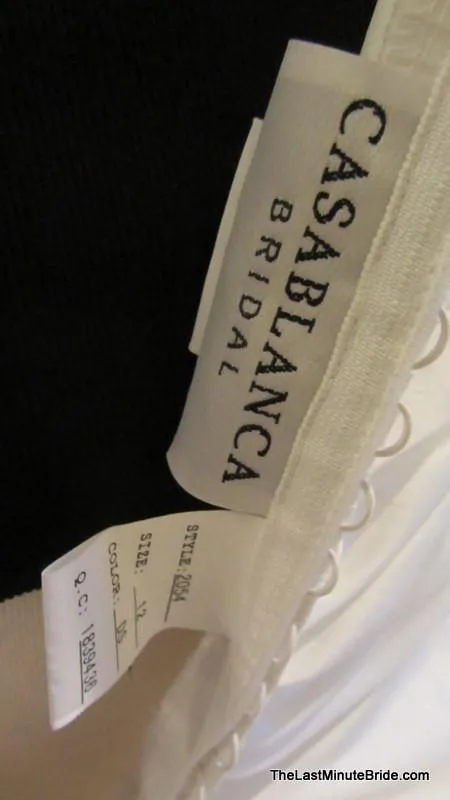 CASABLANCA
BRIDAL
STYLE: 2054
SIZE: 12
COLOR:
Q.C:
TheLastMinuteBride.com